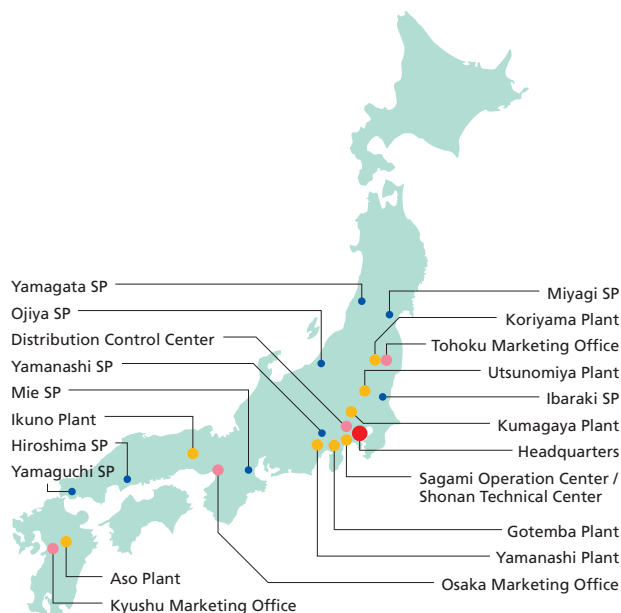 Yamagata SP
Ojiya SP
Distribution Control Center
Yamanashi SP
Mie SP
Ikuno Plant
Hiroshima SP
Yamaguchi SP
Aso Plant
Kyushu Marketing Office
Miyagi SP
Koriyama Plant
Tohoku Marketing Office
Utsunomiya Plant
Ibaraki SP
Kumagaya Plant
Headquarters
Sagami Operation Center /
Shonan Technical Center
Gotemba Plant
Yamanashi Plant
Osaka Marketing Office